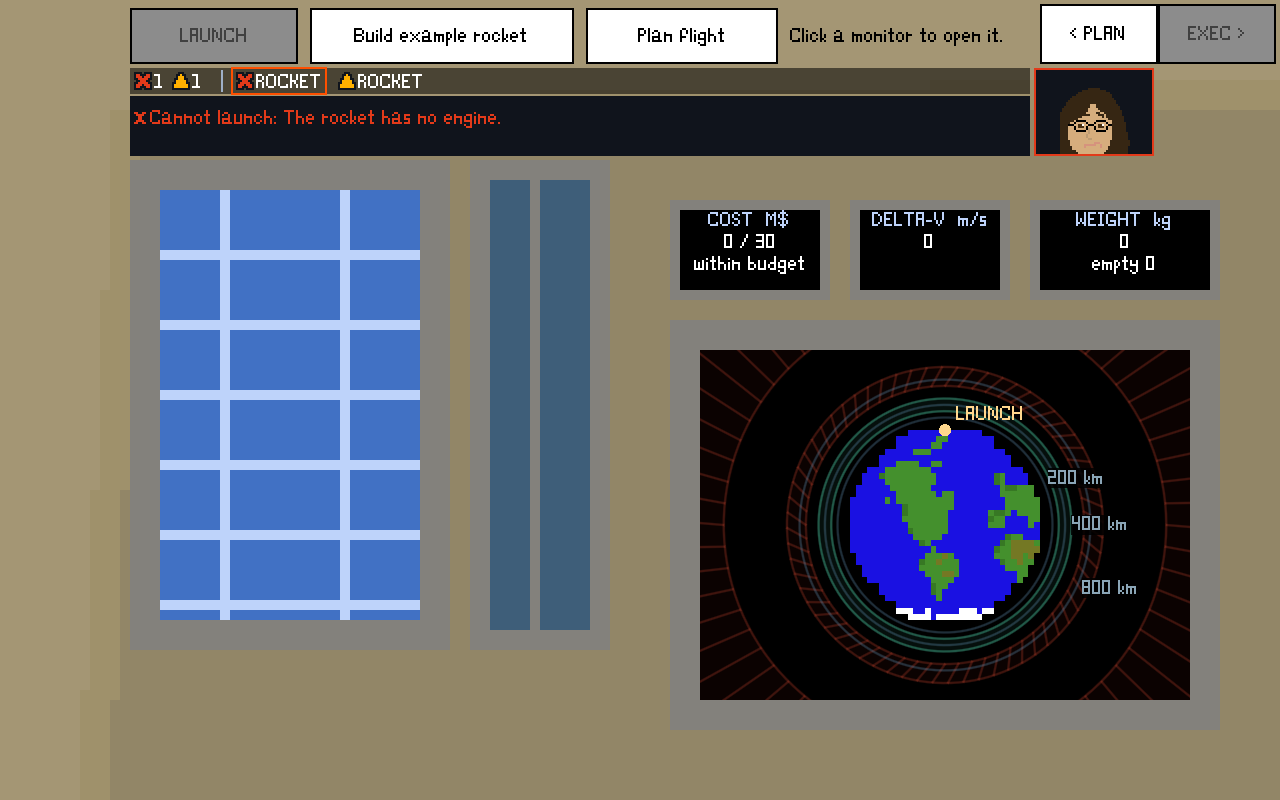 LAUNCH
Build example rocket
Plan flight
Click a monitor to open it.
< PLAN
EXEC >
1 1 | ROCKET ROCKET
Cannot launch: The rocket has no engine.
COST M$
0 / 30
within budget
DELTA-V m/s
0
WEIGHT kg
0
empty 0
LAUNCH
200 km
400 km
800 km